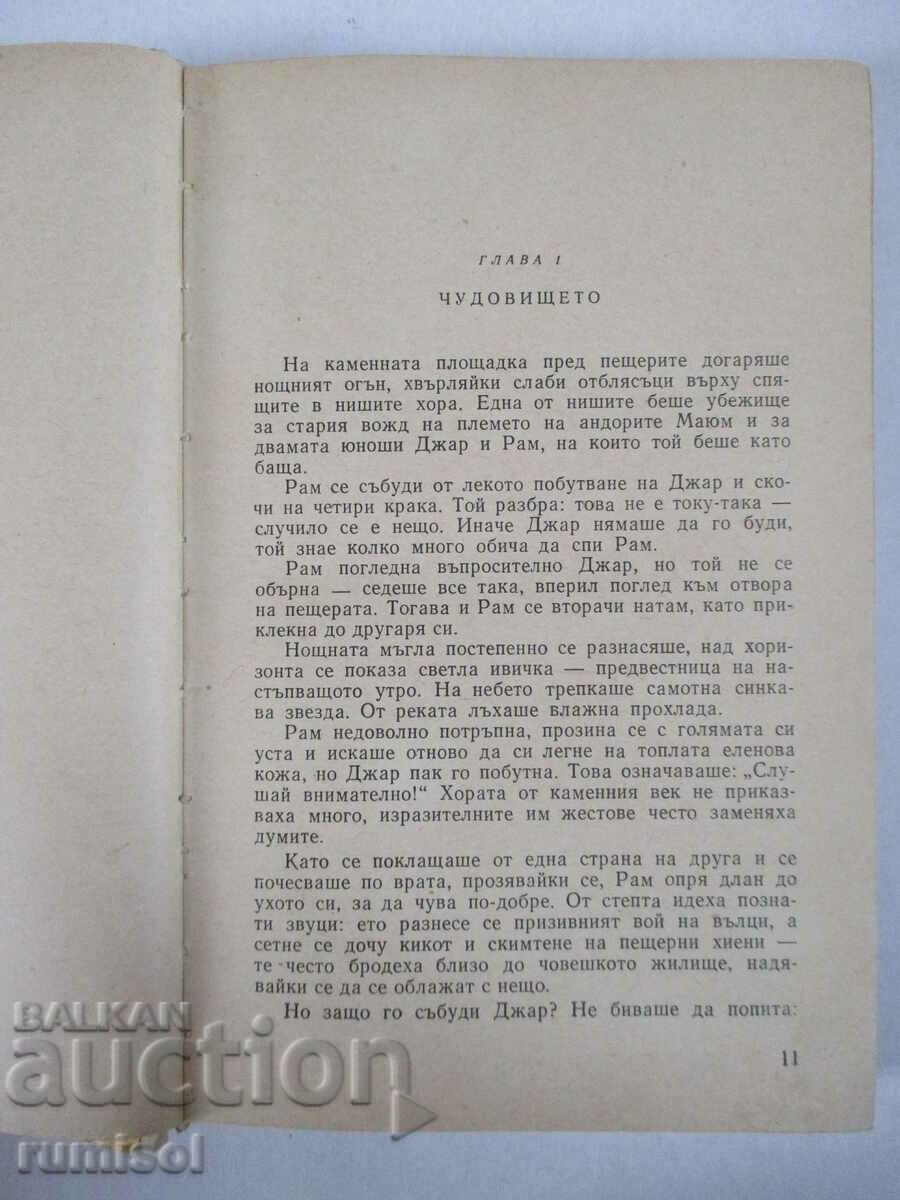 ГЛАВА I
ЧУДОВИЩЕТО
На каменната площадка пред пещерите догаряше
нощният огън, хвърляйки слаби отблясъци върху спя-
щите в нишите хора. Една от нишите беше убежище
за стария вожд на племето на андорите Маюм и за
двамата юноши Джар и Рам, на които той беше като
баща.
Рам се събуди от лекото побутване на Джар и ско-
чи на четири крака. Той разбра: това не е току-така —
случило се е нещо. Иначе Джар нямаше да го буди,
той знае колко много обича да спи Рам.
Рам погледна въпросително Джар, но той не се
обърна — седеше все така, вперил поглед към отвора
на пещерата. Тогава и Рам се вторачи натам, като при-
клекна до другаря си.
Нощната мъгла постепенно се разнасяше, над хори-
зонта се показа светла ивичка — предвестница на на-
стъпващото утро. На небето трепкаше самотна синка-
ва звезда. От реката лъхаше влажна прохлада.
Рам недоволно потръпна, прозина се с голямата си
уста и искаше отново да си легне на топлата еленова
кожа, но Джар пак го побутна. Това означаваше: „Слу-
шай внимателно!“ Хората от каменния век не приказ-
ваха много, изразителните им жестове често заменяха
думите.
Като се поклащаше от една страна на друга и се
почесваше по врата, прозявайки се, Рам опря длан до
ухото си, за да чува по-добре. От степта идеха позна-
ти звуци: ето разнесе се призивният вой на вълци, а
сетне се дочу кикот и скимтене на пещерни хиени —
те често бродеха близо до човешкото жилище, надя-
вайки се да се облажат с нещо.
Но защо го събуди Джар? Не биваше да попита:
11
BALKAN
auction
rumisol